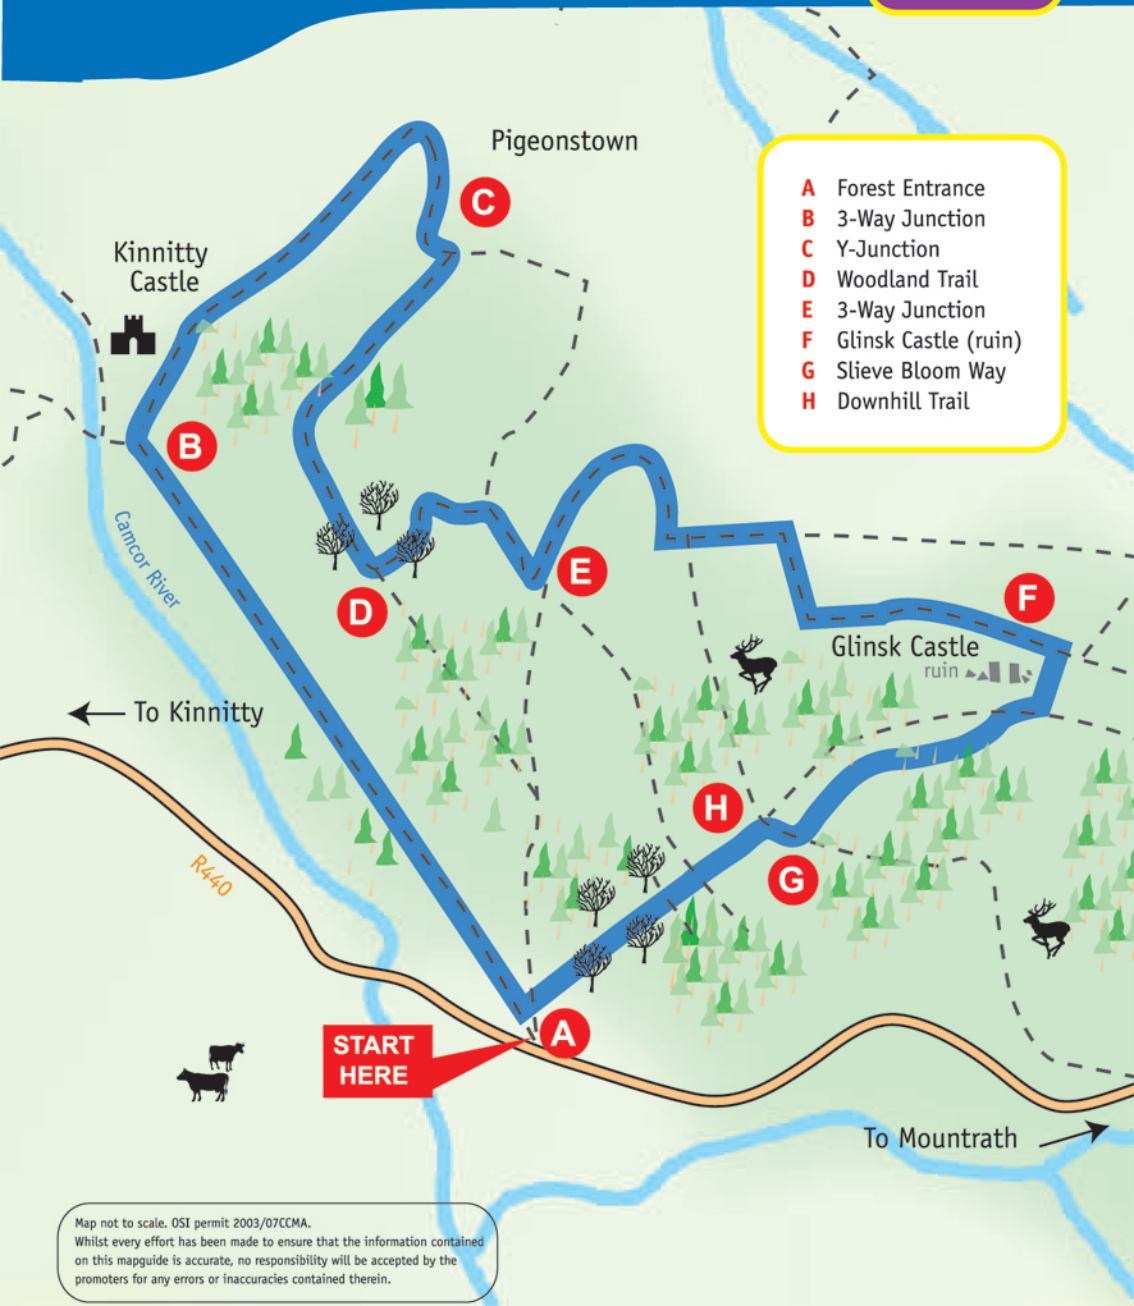 Pigeonstown
C
A Forest Entrance
B 3-Way Junction
C Y-Junction
D Woodland Trail
E 3-Way Junction
F Glinsk Castle (ruin)
G Slieve Bloom Way
H Downhill Trail
Kinnitty
Castle
B
Camcor River
E
D
F
Glinsk Castle
ruin
To Kinnitty
H
G
R440
A
START
HERE
To Mountrath
Map not to scale. OSI permit 2003/07CCMA.
Whilst every effort has been made to ensure that the information contained
on this mapguide is accurate, no responsibility will be accepted by the
promoters for any errors or inaccuracies contained therein.